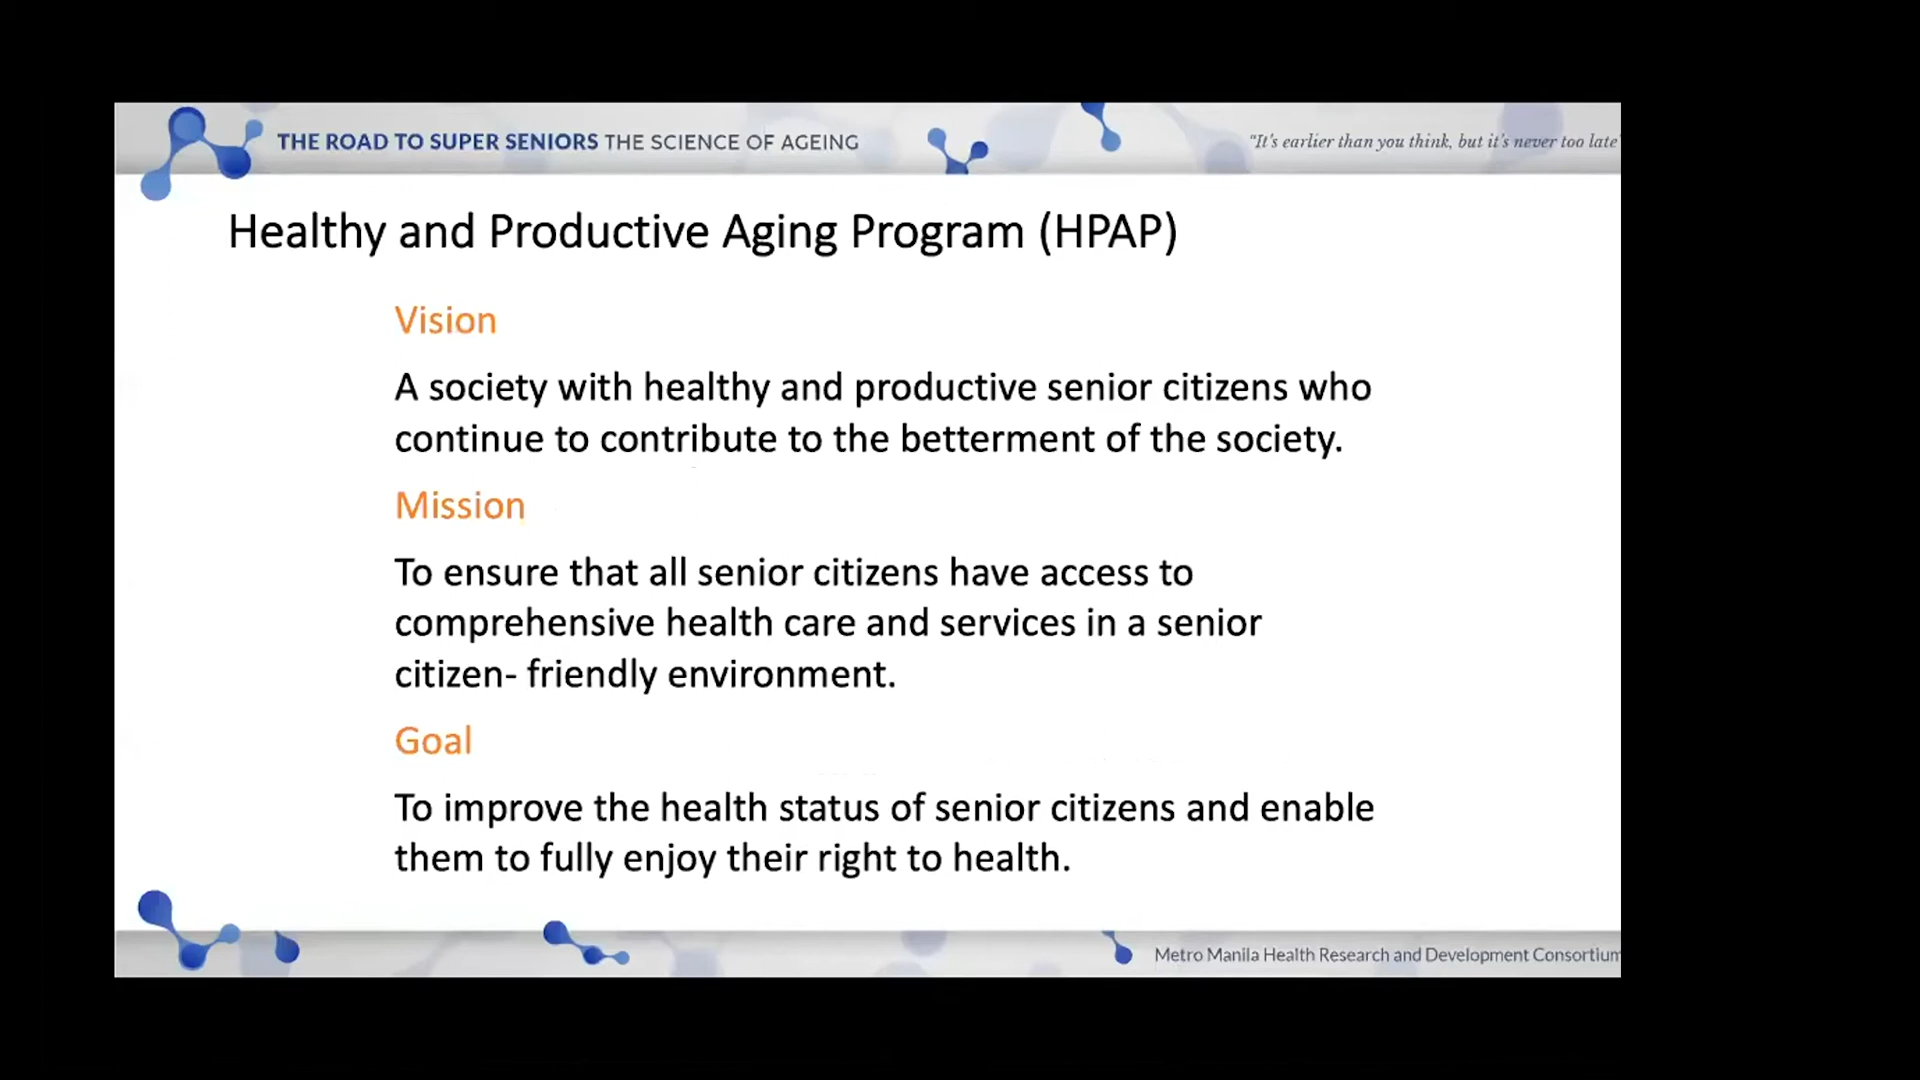 THE ROAD TO SUPER SENIORS THE SCIENCE OF AGEING
“It’s earlier than you think, but it’s never too late”
Healthy and Productive Aging Program (HPAP)
Vision
A society with healthy and productive senior citizens who
continue to contribute to the betterment of the society.
Mission
To ensure that all senior citizens have access to
comprehensive health care and services in a senior
citizen- friendly environment.
Goal
To improve the health status of senior citizens and enable
them to fully enjoy their right to health.
Metro Manila Health Research and Development Consortium